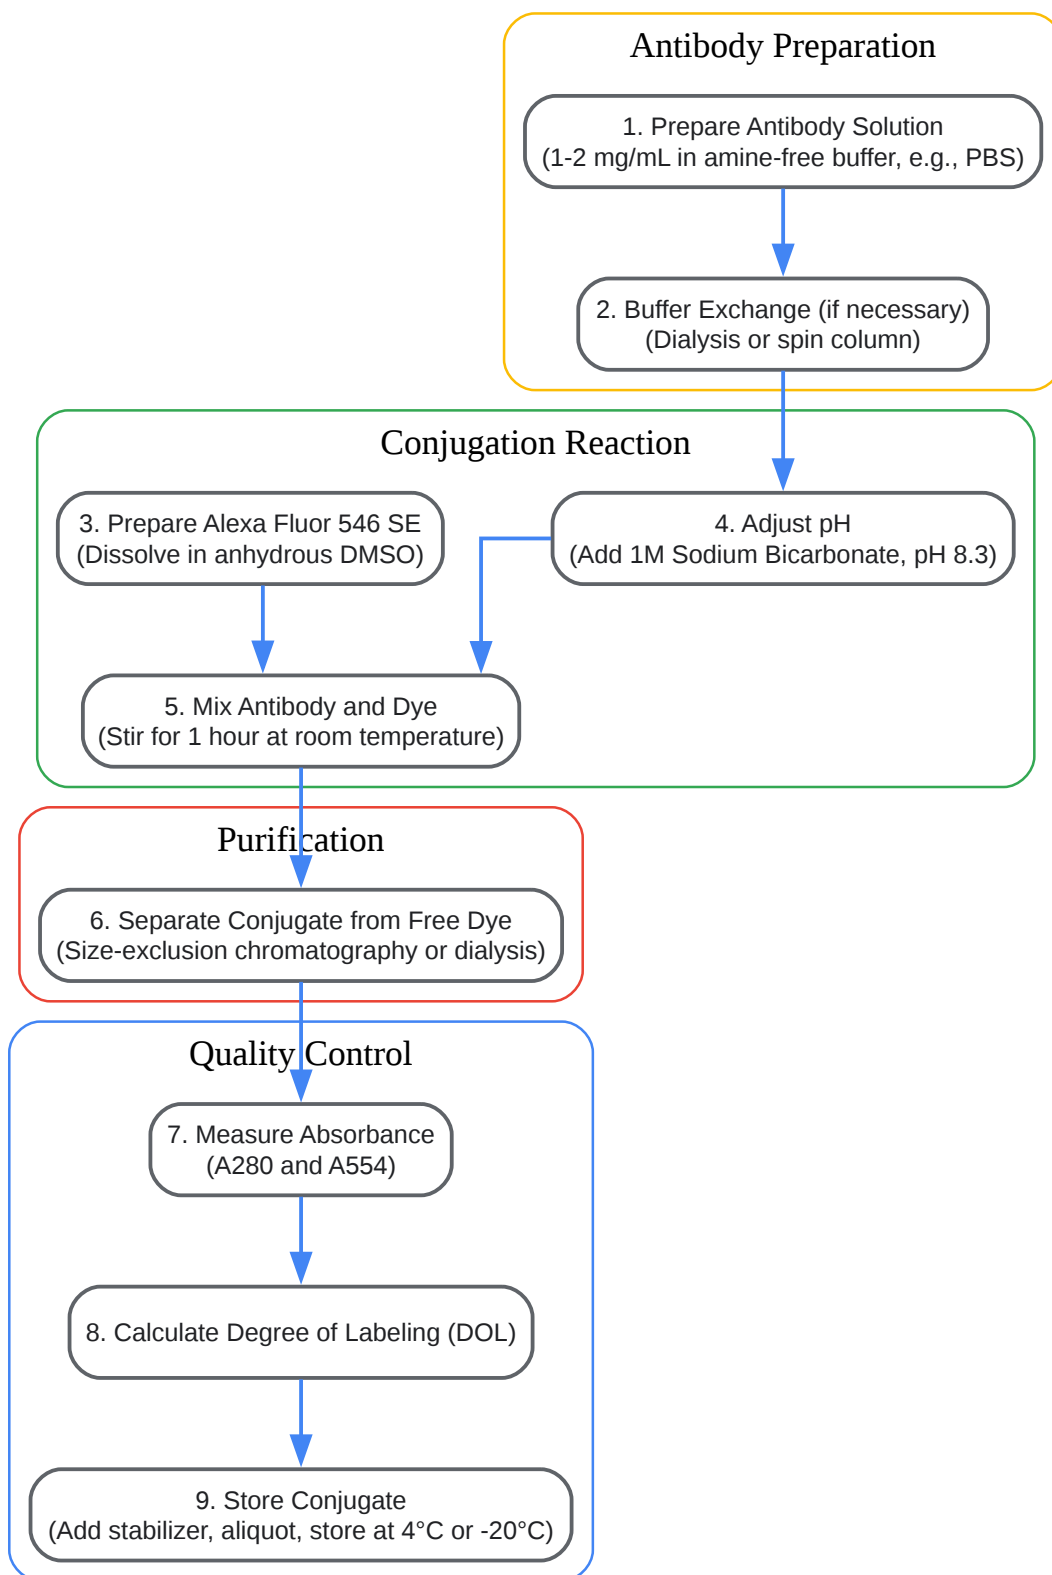 Antibody Preparation
1. Prepare Antibody Solution
(1-2 mg/mL in amine-free buffer, e.g., PBS)
2. Buffer Exchange (if necessary)
(Dialysis or spin column)
Conjugation Reaction
3. Prepare Alexa Fluor 546 SE
(Dissolve in anhydrous DMSO)
4. Adjust pH
(Add 1M Sodium Bicarbonate, pH 8.3)
5. Mix Antibody and Dye
(Stir for 1 hour at room temperature)
Purification
6. Separate Conjugate from Free Dye
(Size-exclusion chromatography or dialysis)
Quality Control
7. Measure Absorbance
(A280 and A554)
8. Calculate Degree of Labeling (DOL)
9. Store Conjugate
(Add stabilizer, aliquot, store at 4°C or -20°C)